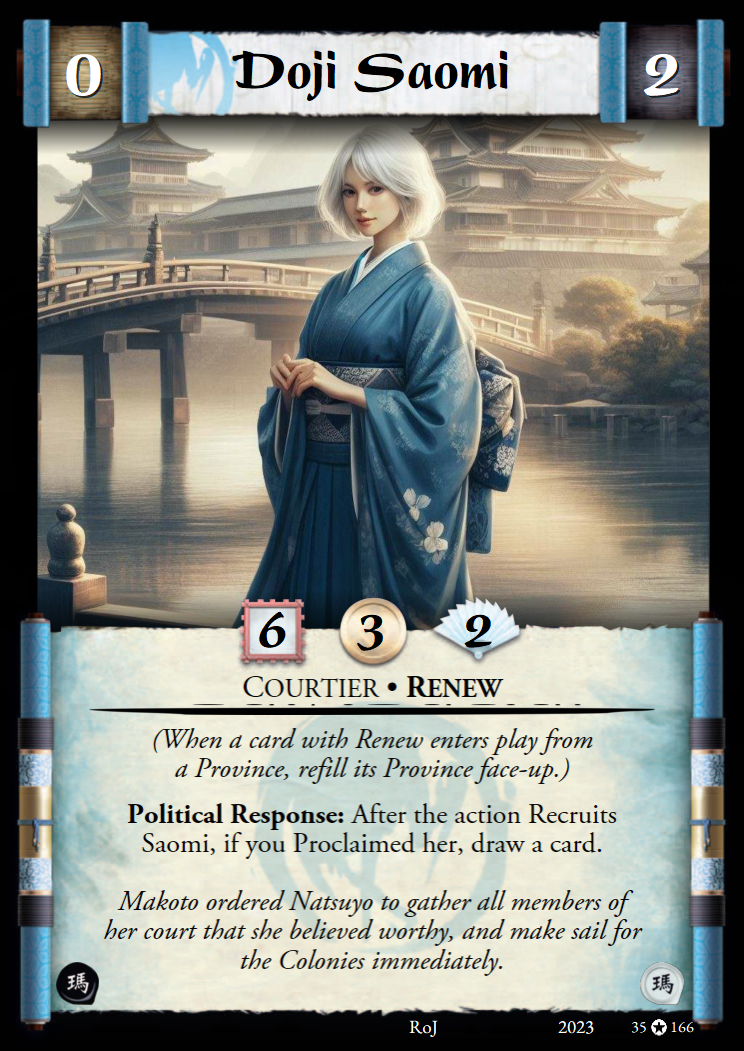 0
Doji Saomi
2
6
3
2
Courtier • Renew
(When a card with Renew enters play from
a Province, refill its Province face-up.)
Political Response: After the action Recruits
Saomi, if you Proclaimed her, draw a card.
Makoto ordered Natsuyo to gather all members of
her court that she believed worthy, and make sail for
the Colonies immediately.
瑪
瑪
RoJ
2023
35 ✪ 166